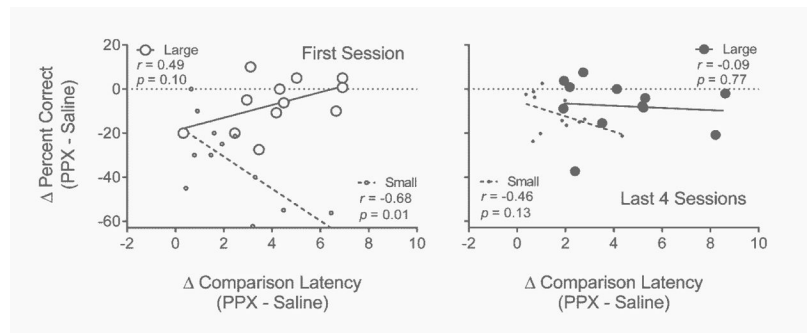 Δ Percent Correct
(PPX - Saline)
20
0
-20
-40
-60
Large
r = 0.49
p = 0.10
First Session
Small
r = -0.68
p = 0.01
-2 0 2 4 6 8 10
Δ Comparison Latency
(PPX - Saline)
Large
r = -0.09
p = 0.77
Small
r = -0.46
p = 0.13
Last 4 Sessions
-2 0 2 4 6 8 10
Δ Comparison Latency
(PPX - Saline)